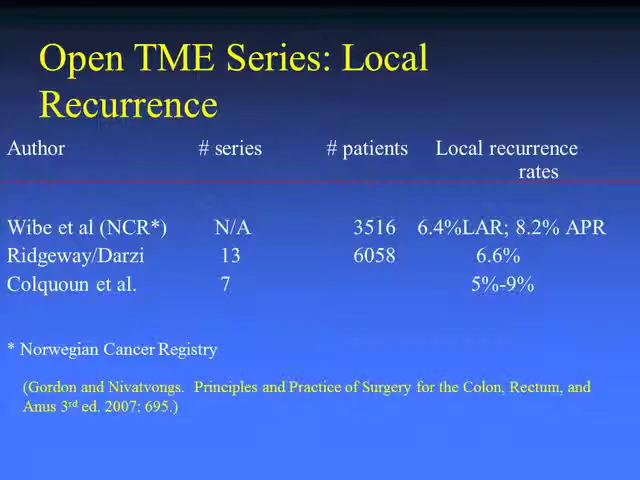 Open TME Series: Local
Recurrence
Author # series # patients Local recurrence
rates
Wibe et al (NCR*) N/A 3516 6.4%LAR; 8.2% APR
Ridgeway/Darzi 13 6058 6.6%
Colquoun et al. 7 5%-9%
* Norwegian Cancer Registry
(Gordon and Nivatvongs. Principles and Practice of Surgery for the Colon, Rectum, and
Anus 3rd ed. 2007: 695.)